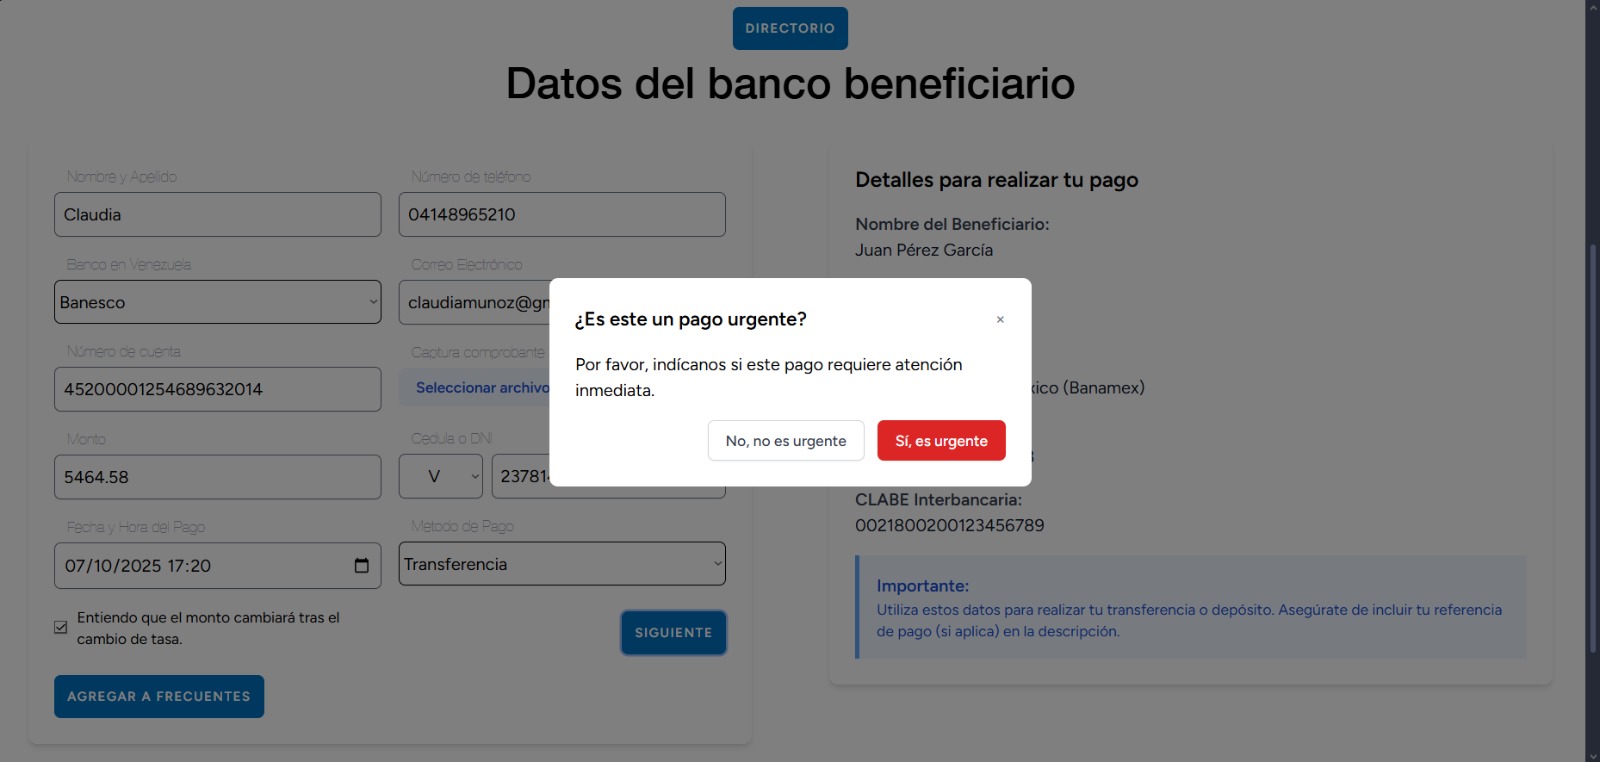 DIRECTORIO
Datos del banco beneficiario
Nombre y Apellido
Número de teléfono
Claudia
04148965210
Banco en Venezuela
Correo Electrónico
Banesco
claudiamunoz@gm
Número de cuenta
Captura comprobante
45200001254689632014
Seleccionar archivo
Monto
Cedula o DNI
5464.58
V
23781
Fecha y Hora del Pago
Método de Pago
07/10/2025 17:20
Transferencia
Entiendo que el monto cambiará tras el
cambio de tasa.
SIGUIENTE
AGREGAR A FRECUENTES
¿Es este un pago urgente?
×
Por favor, indícanos si este pago requiere atención
inmediata.
No, no es urgente
Sí, es urgente
Detalles para realizar tu pago
Nombre del Beneficiario:
Juan Pérez García
xico (Banamex)
CLABE Interbancaria:
0021800200123456789
Importante:
Utiliza estos datos para realizar tu transferencia o depósito. Asegúrate de incluir tu referencia
de pago (si aplica) en la descripción.